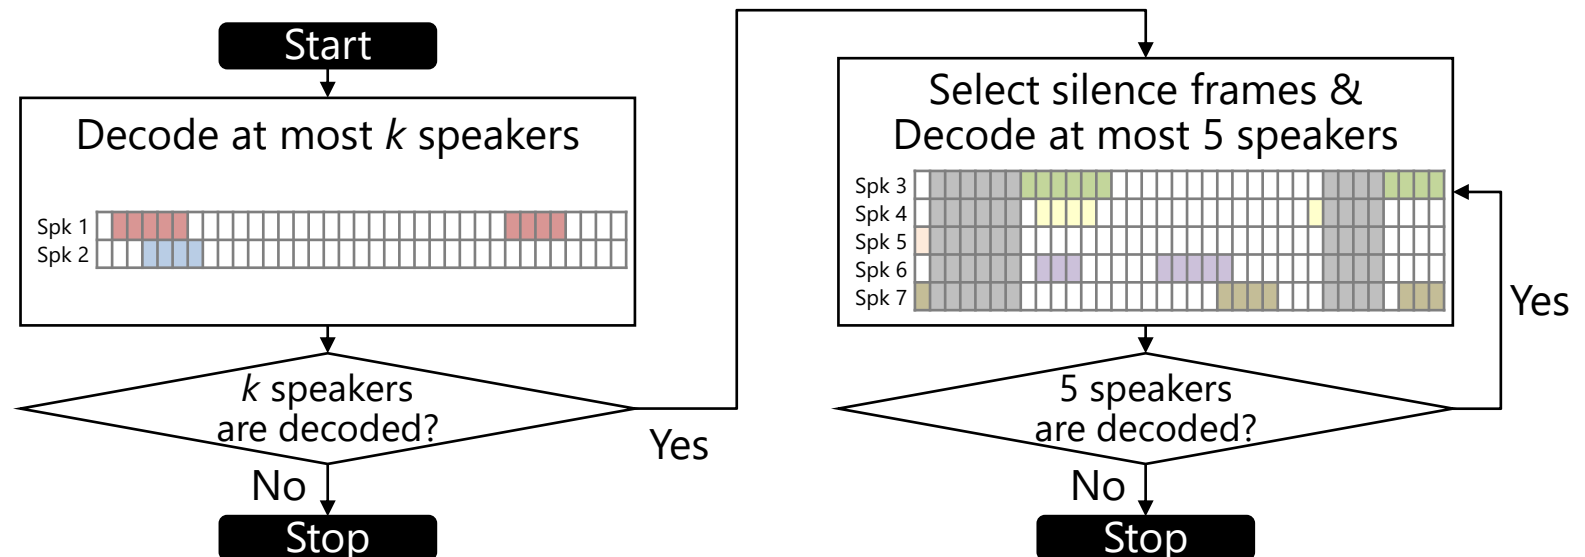 Start
Decode at most k speakers
Spk 1
Spk 2
k speakers
are decoded?
Yes
No
Stop
Select silence frames &
Decode at most 5 speakers
Spk 3
Spk 4
Spk 5
Spk 6
Spk 7
5 speakers
are decoded?
Yes
No
Stop